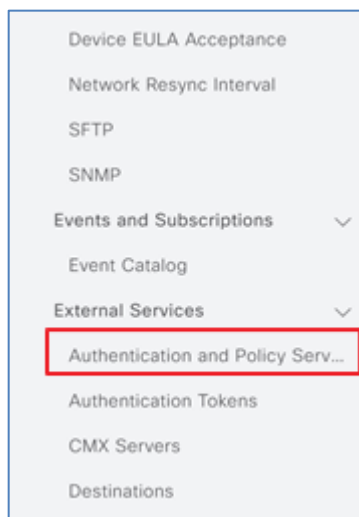 Device EULA Acceptance
Network Resync Interval
SFTP
SNMP
Events and Subscriptions
Event Catalog
External Services
Authentication and Policy Serv...
Authentication Tokens
CMX Servers
Destinations